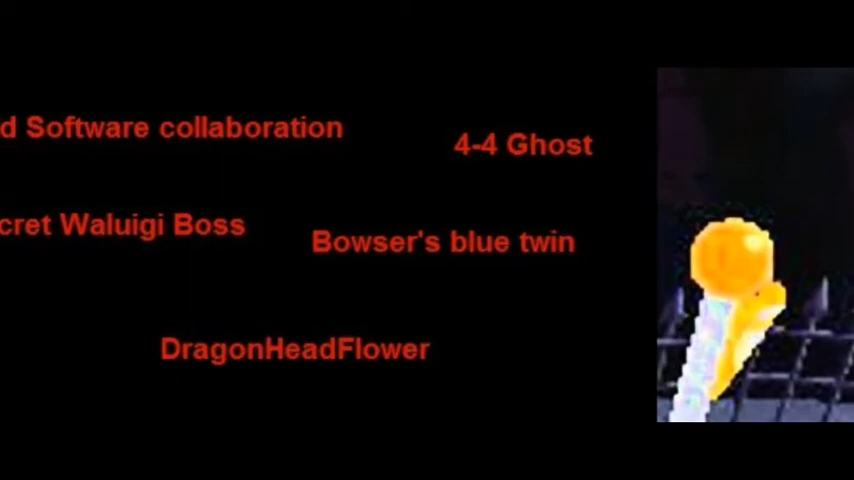 d Software collaboration
4-4 Ghost
cret Waluigi Boss
Bowser's blue twin
DragonHeadFlower